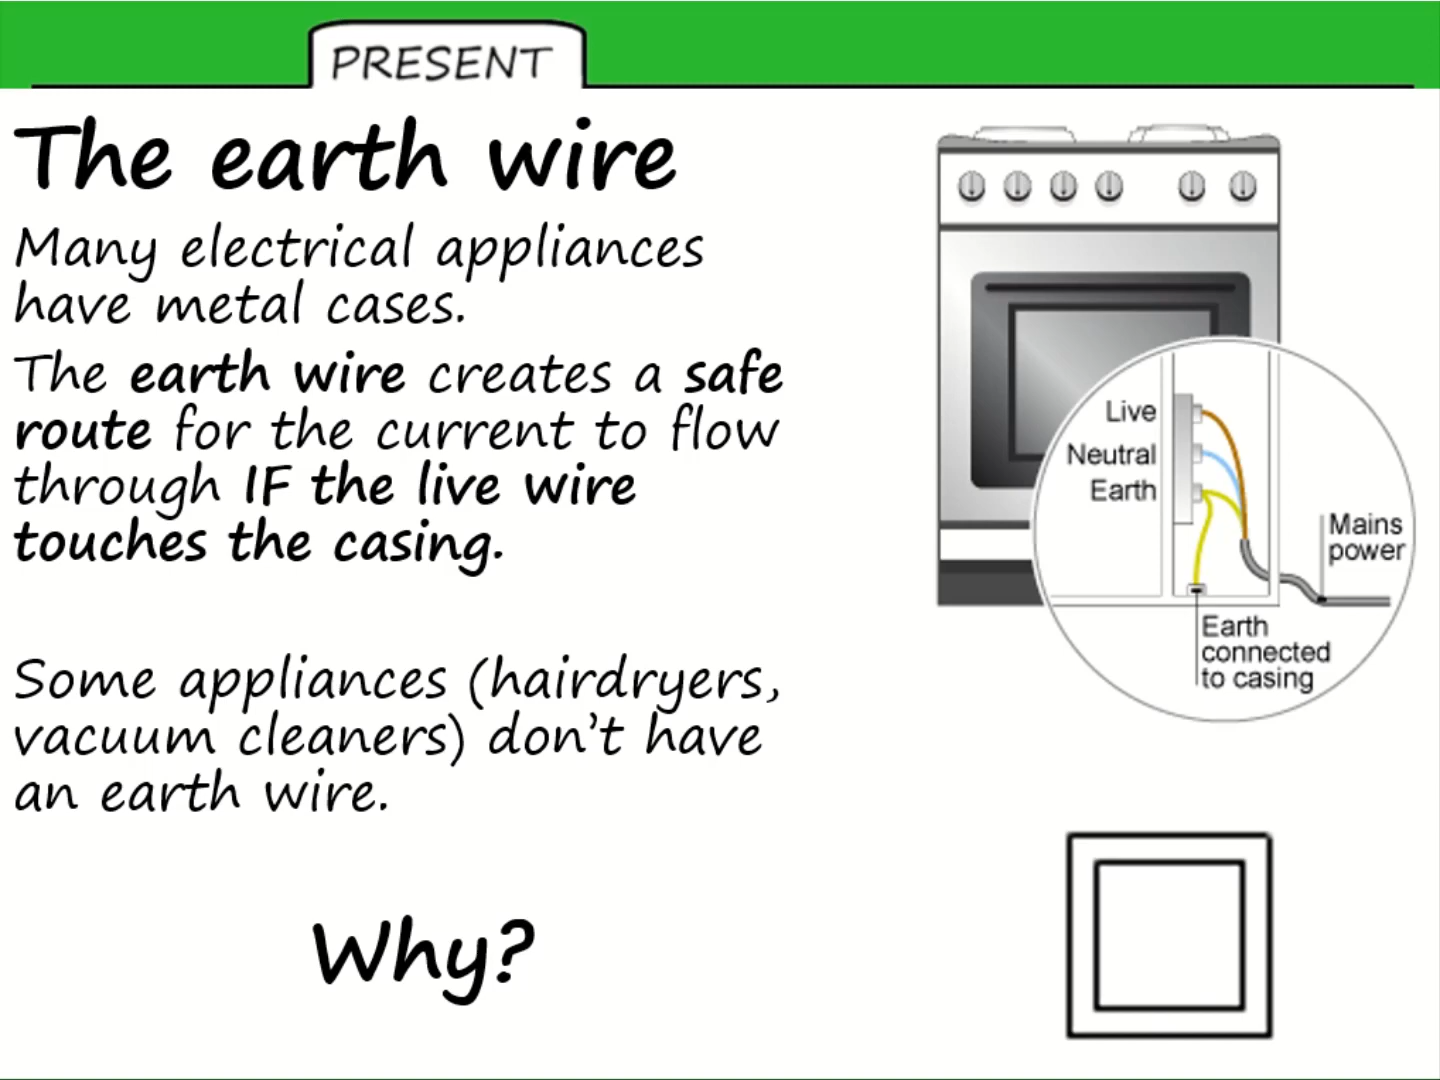 PRESENT
The earth wire
Many electrical appliances
have metal cases.
The earth wire creates a safe
route for the current to flow
through IF the live wire
touches the casing.
Some appliances (hairdryers,
vacuum cleaners) don't have
an earth wire.
Why?
Live
Neutral
Earth
Mains
power
Earth
connected
to casing